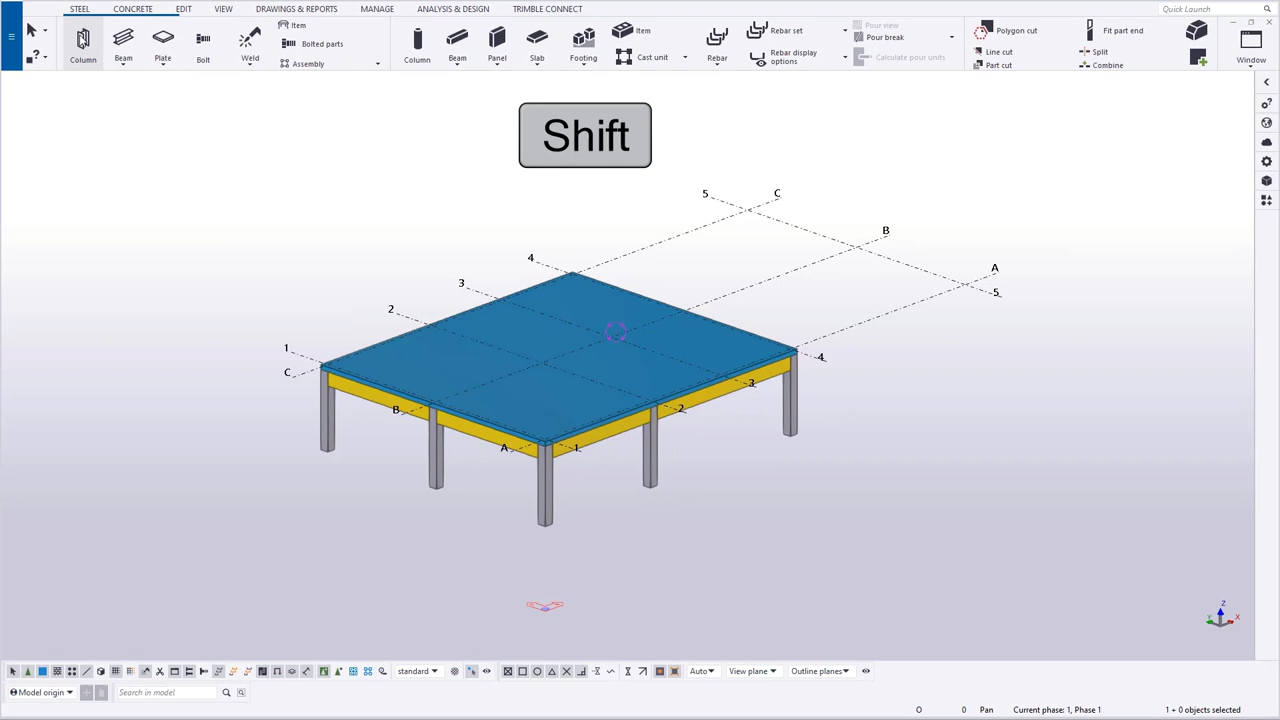 STEEL CONCRETE EDIT VIEW DRAWINGS & REPORTS MANAGE ANALYSIS & DESIGN TRIMBLE CONNECT Quick Launch
Item Item Rebar set Pour view Polygon cut Fit part end
Pour break
Bolted parts Line cut Split
Column Beam Plate Bolt Weld Assembly Column Beam Panel Slab Footing Cast unit Rebar Rebar display options Calculate pour units Part cut Combine Window
Shift
5 C
B
4 A
3 5
2
1 4
C 3
B 2
A 1
Z
Y X
standard Auto View plane Outline planes
Model origin Search in model
O 0 Pan Current phase: 1, Phase 1 1 + 0 objects selected